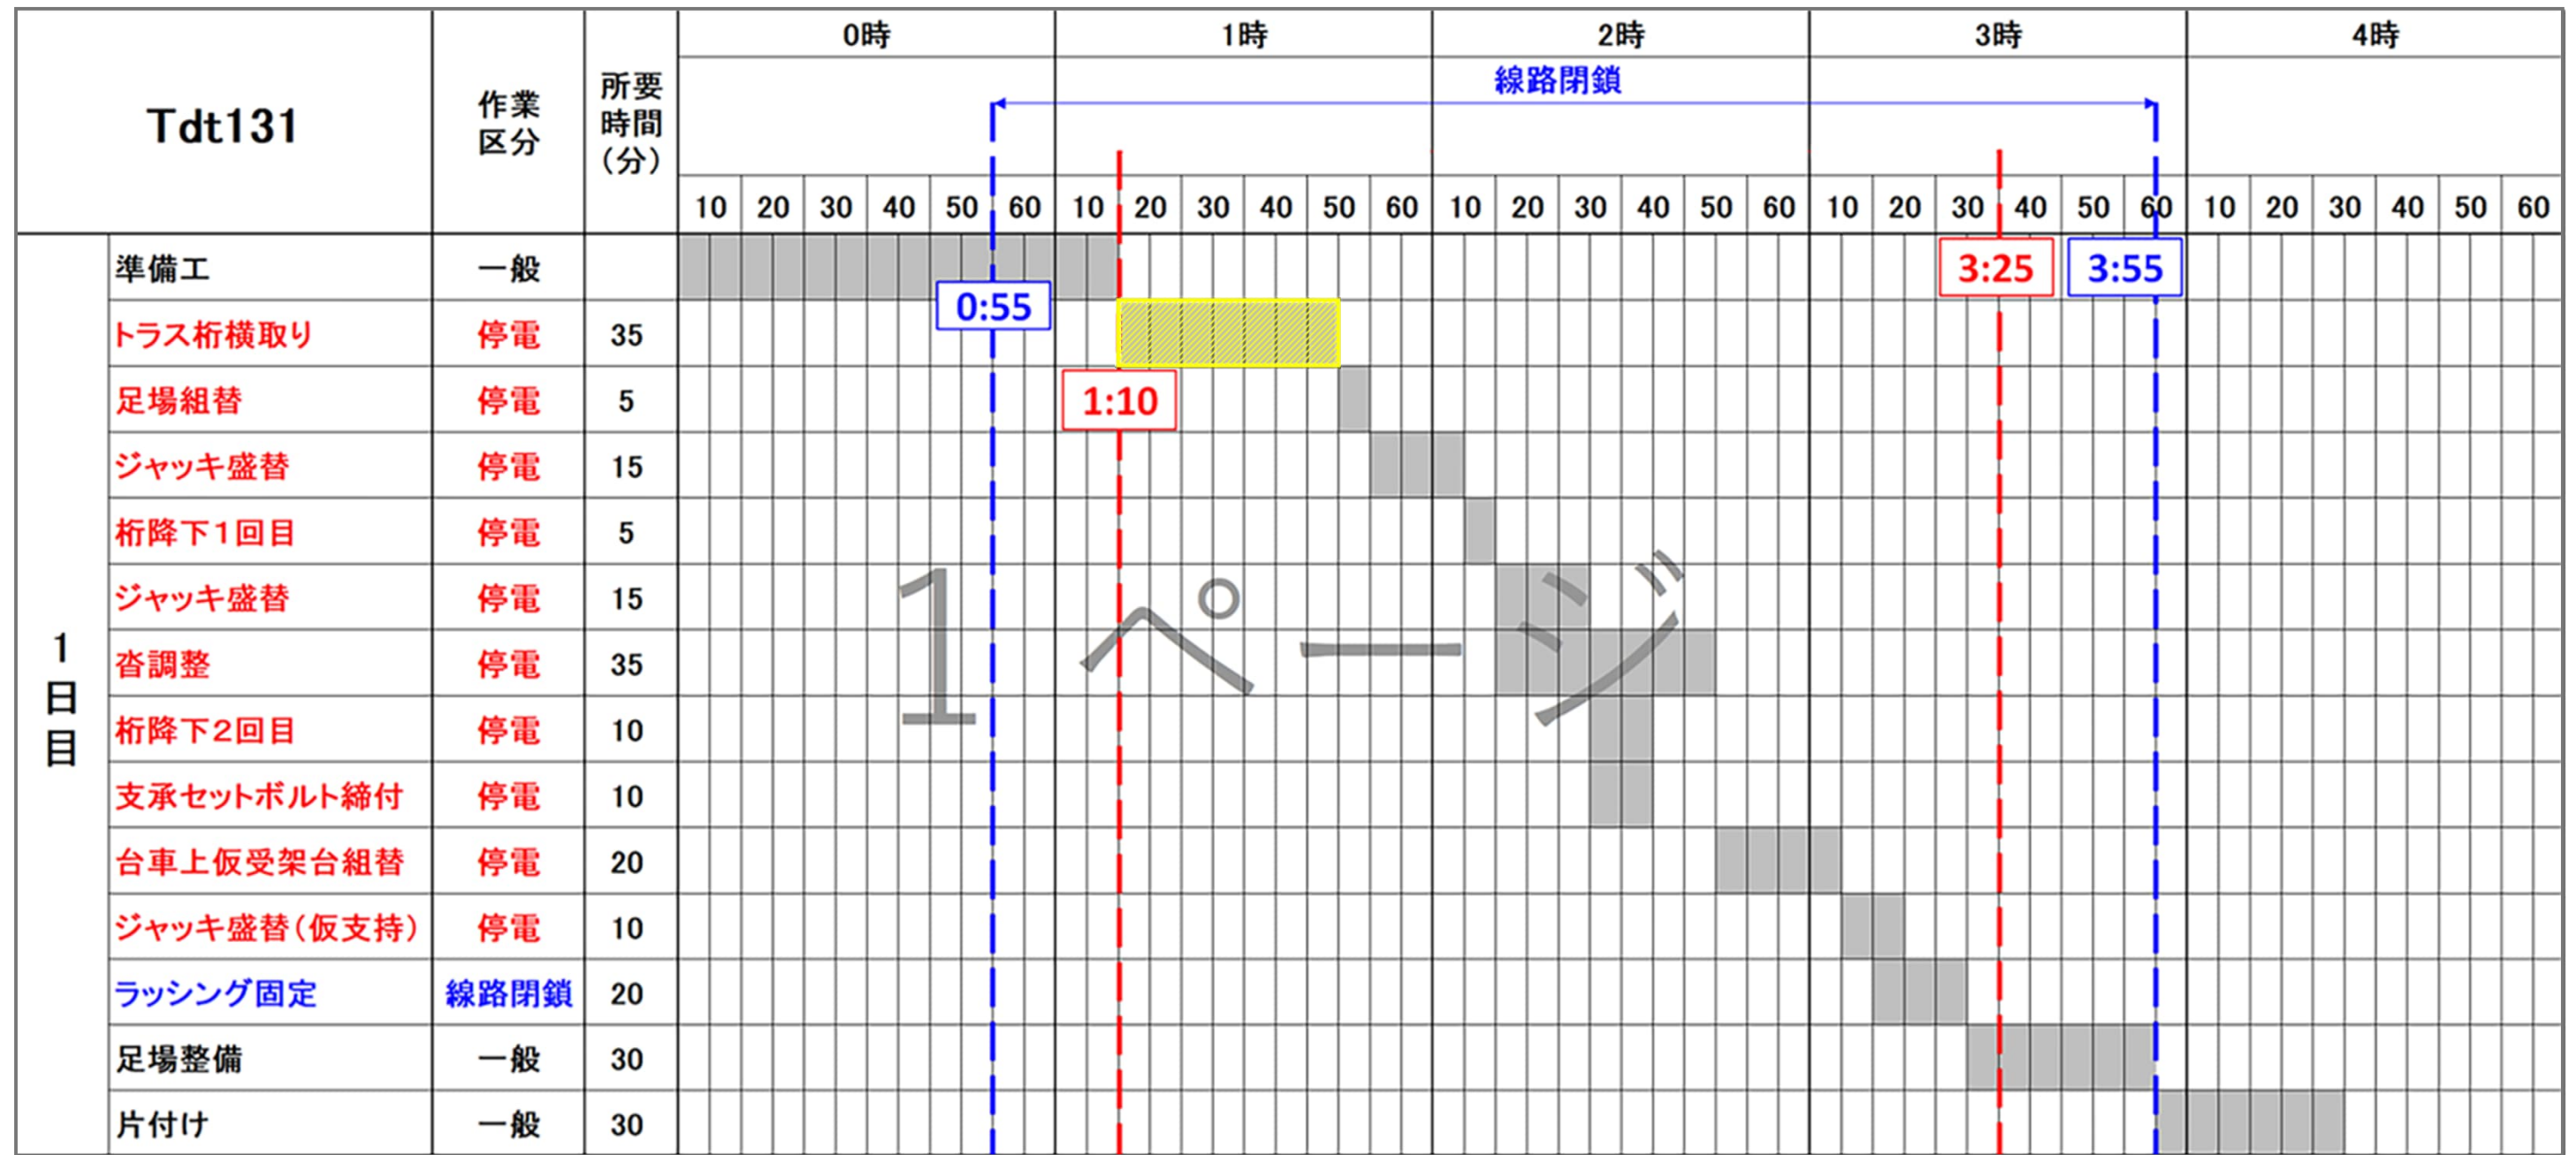 Tdt131
作業
区分
所要
時間
(分)
0時 1時 2時 3時 4時
線路閉鎖
10 20 30 40 50 60 10 20 30 40 50 60 10 20 30 40 50 60 10 20 30 40 50 60 10 20 30 40 50 60
1日目
準備工 一般 3:25 3:55
0:55
トラス桁横取り 停電 35
足場組替 停電 5 1:10
ジャッキ盛替 停電 15
桁降下1回目 停電 5
ジャッキ盛替 停電 15
沓調整 停電 35
1ページ
桁降下2回目 停電 10
支承セットボルト締付 停電 10
台車上仮受架台組替 停電 20
ジャッキ盛替(仮支持) 停電 10
ラッシング固定 線路閉鎖 20
足場整備 一般 30
片付け 一般 30